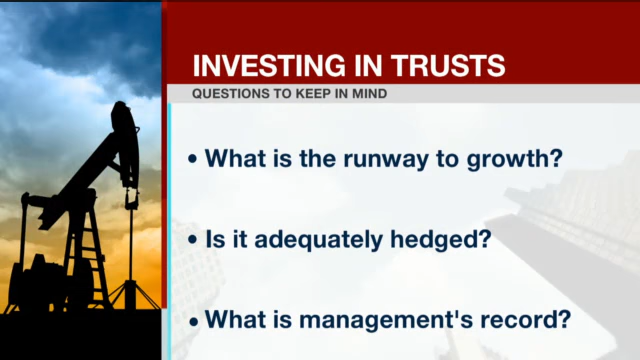 INVESTING IN TRUSTS
QUESTIONS TO KEEP IN MIND
• What is the runway to growth?
• Is it adequately hedged?
• What is management's record?